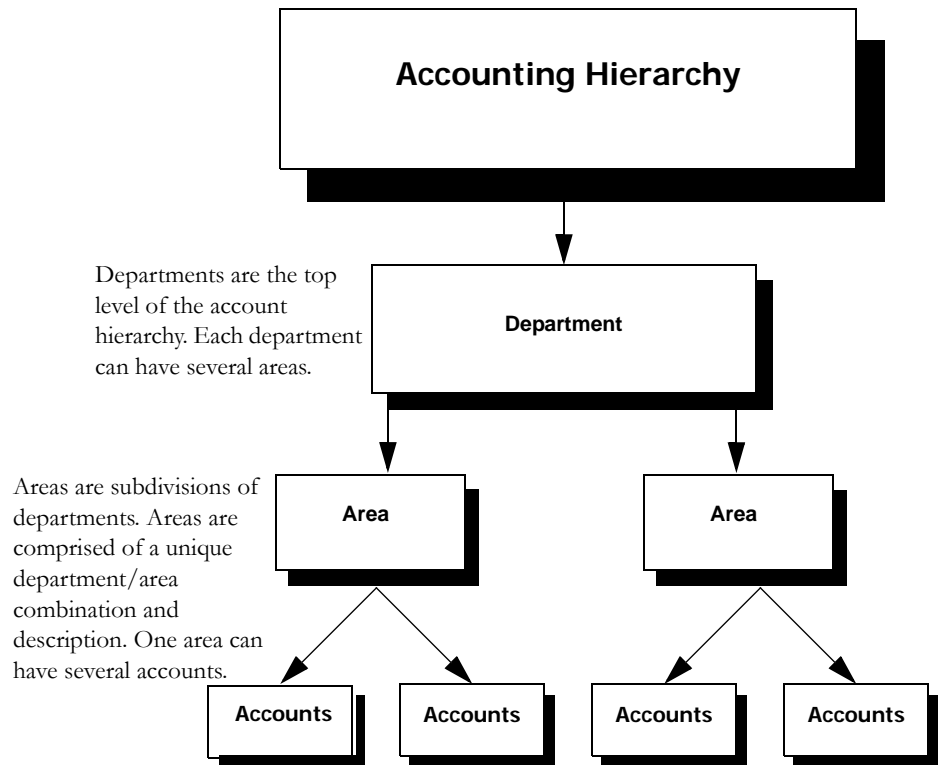 Accounting Hierarchy
Departments are the top
level of the account
hierarchy. Each department
can have several areas.
Department
Areas are subdivisions of
departments. Areas are
comprised of a unique
department/area
combination and
description. One area can
have several accounts.
Area
Area
Accounts
Accounts
Accounts
Accounts